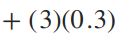 + (3)(0.3)